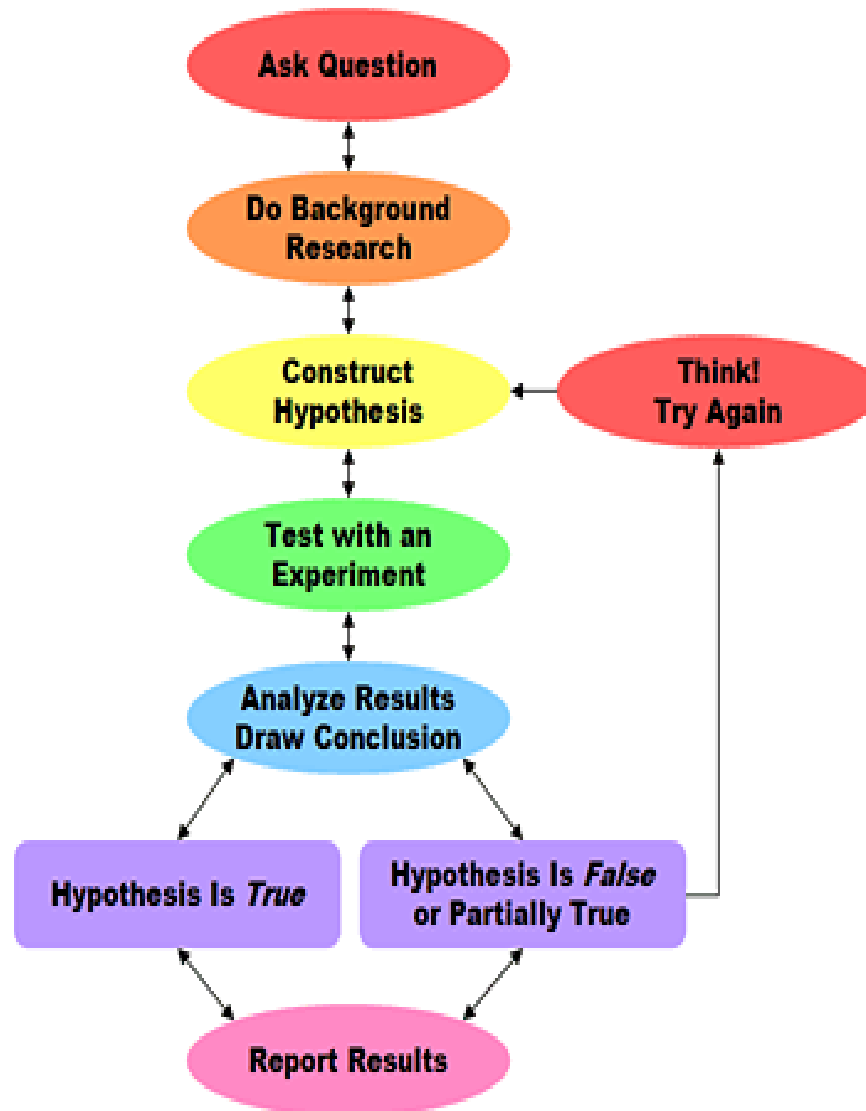 Ask Question
Do Background
Research
Construct
Hypothesis
Think!
Try Again
Test with an
Experiment
Analyze Results
Draw Conclusion
Hypothesis Is True
Hypothesis Is False
or Partially True
Report Results